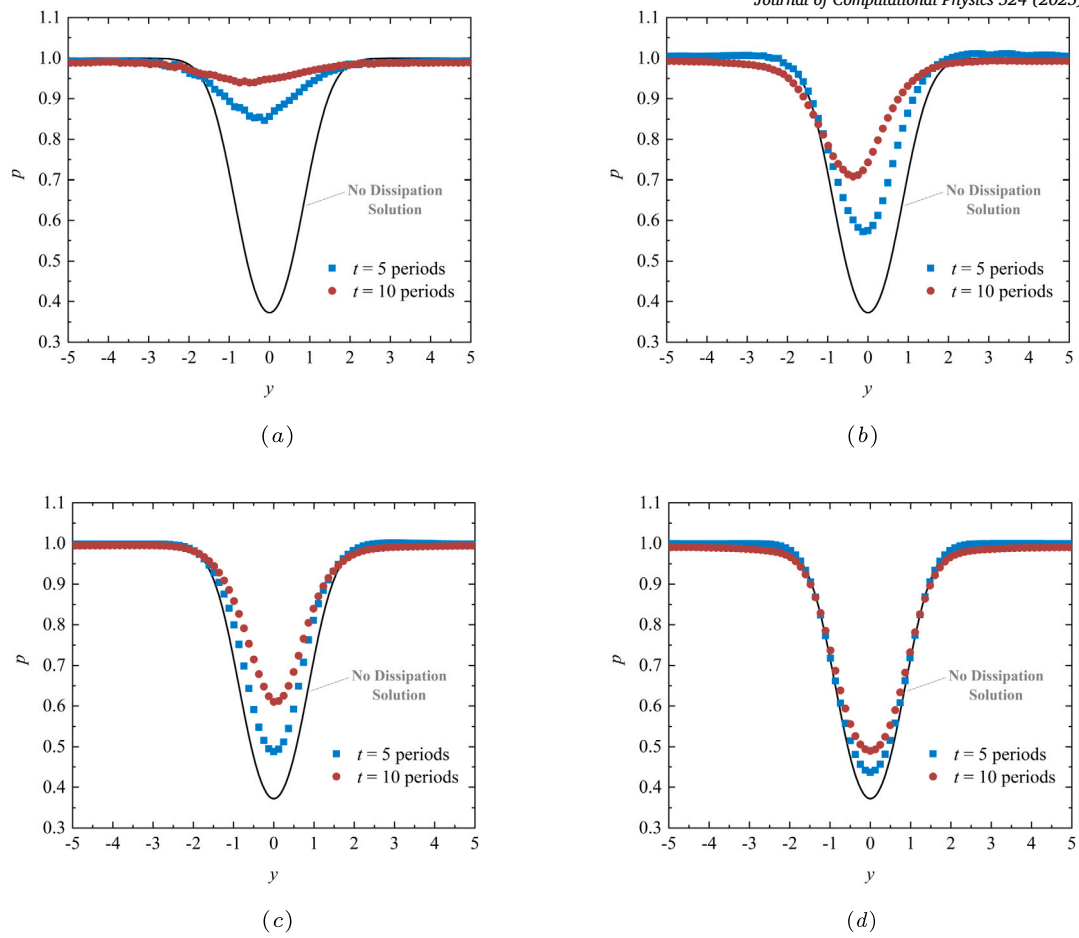 Journal of Computational Physics 524 (2025)
1.1
1.0
0.9
0.8
0.7
0.6
0.5
0.4
0.3
p
No Dissipation
Solution
t = 5 periods
t = 10 periods
-5 -4 -3 -2 -1 0 1 2 3 4 5
y
(a)
1.1
1.0
0.9
0.8
0.7
0.6
0.5
0.4
0.3
p
No Dissipation
Solution
t = 5 periods
t = 10 periods
-5 -4 -3 -2 -1 0 1 2 3 4 5
y
(b)
1.1
1.0
0.9
0.8
0.7
0.6
0.5
0.4
0.3
p
No Dissipation
Solution
t = 5 periods
t = 10 periods
-5 -4 -3 -2 -1 0 1 2 3 4 5
y
(c)
1.1
1.0
0.9
0.8
0.7
0.6
0.5
0.4
0.3
p
No Dissipation
Solution
t = 5 periods
t = 10 periods
-5 -4 -3 -2 -1 0 1 2 3 4 5
y
(d)